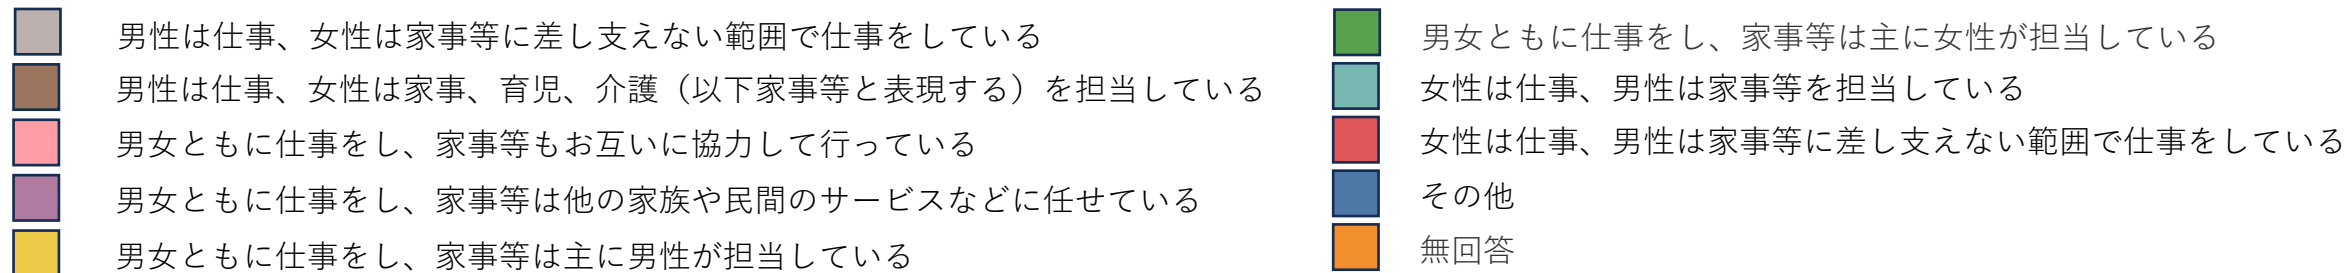 男性は仕事、女性は家事等に差し支えない範囲で仕事をしている
男性は仕事、女性は家事、育児、介護（以下家事等と表現する）を担当している
男女ともに仕事をし、家事等もお互いに協力して行っている
男女ともに仕事をし、家事等は他の家族や民間のサービスなどに任せている
男女ともに仕事をし、家事等は主に男性が担当している
男女ともに仕事をし、家事等は主に女性が担当している
女性は仕事、男性は家事等を担当している
女性は仕事、男性は家事等に差し支えない範囲で仕事をしている
その他
無回答